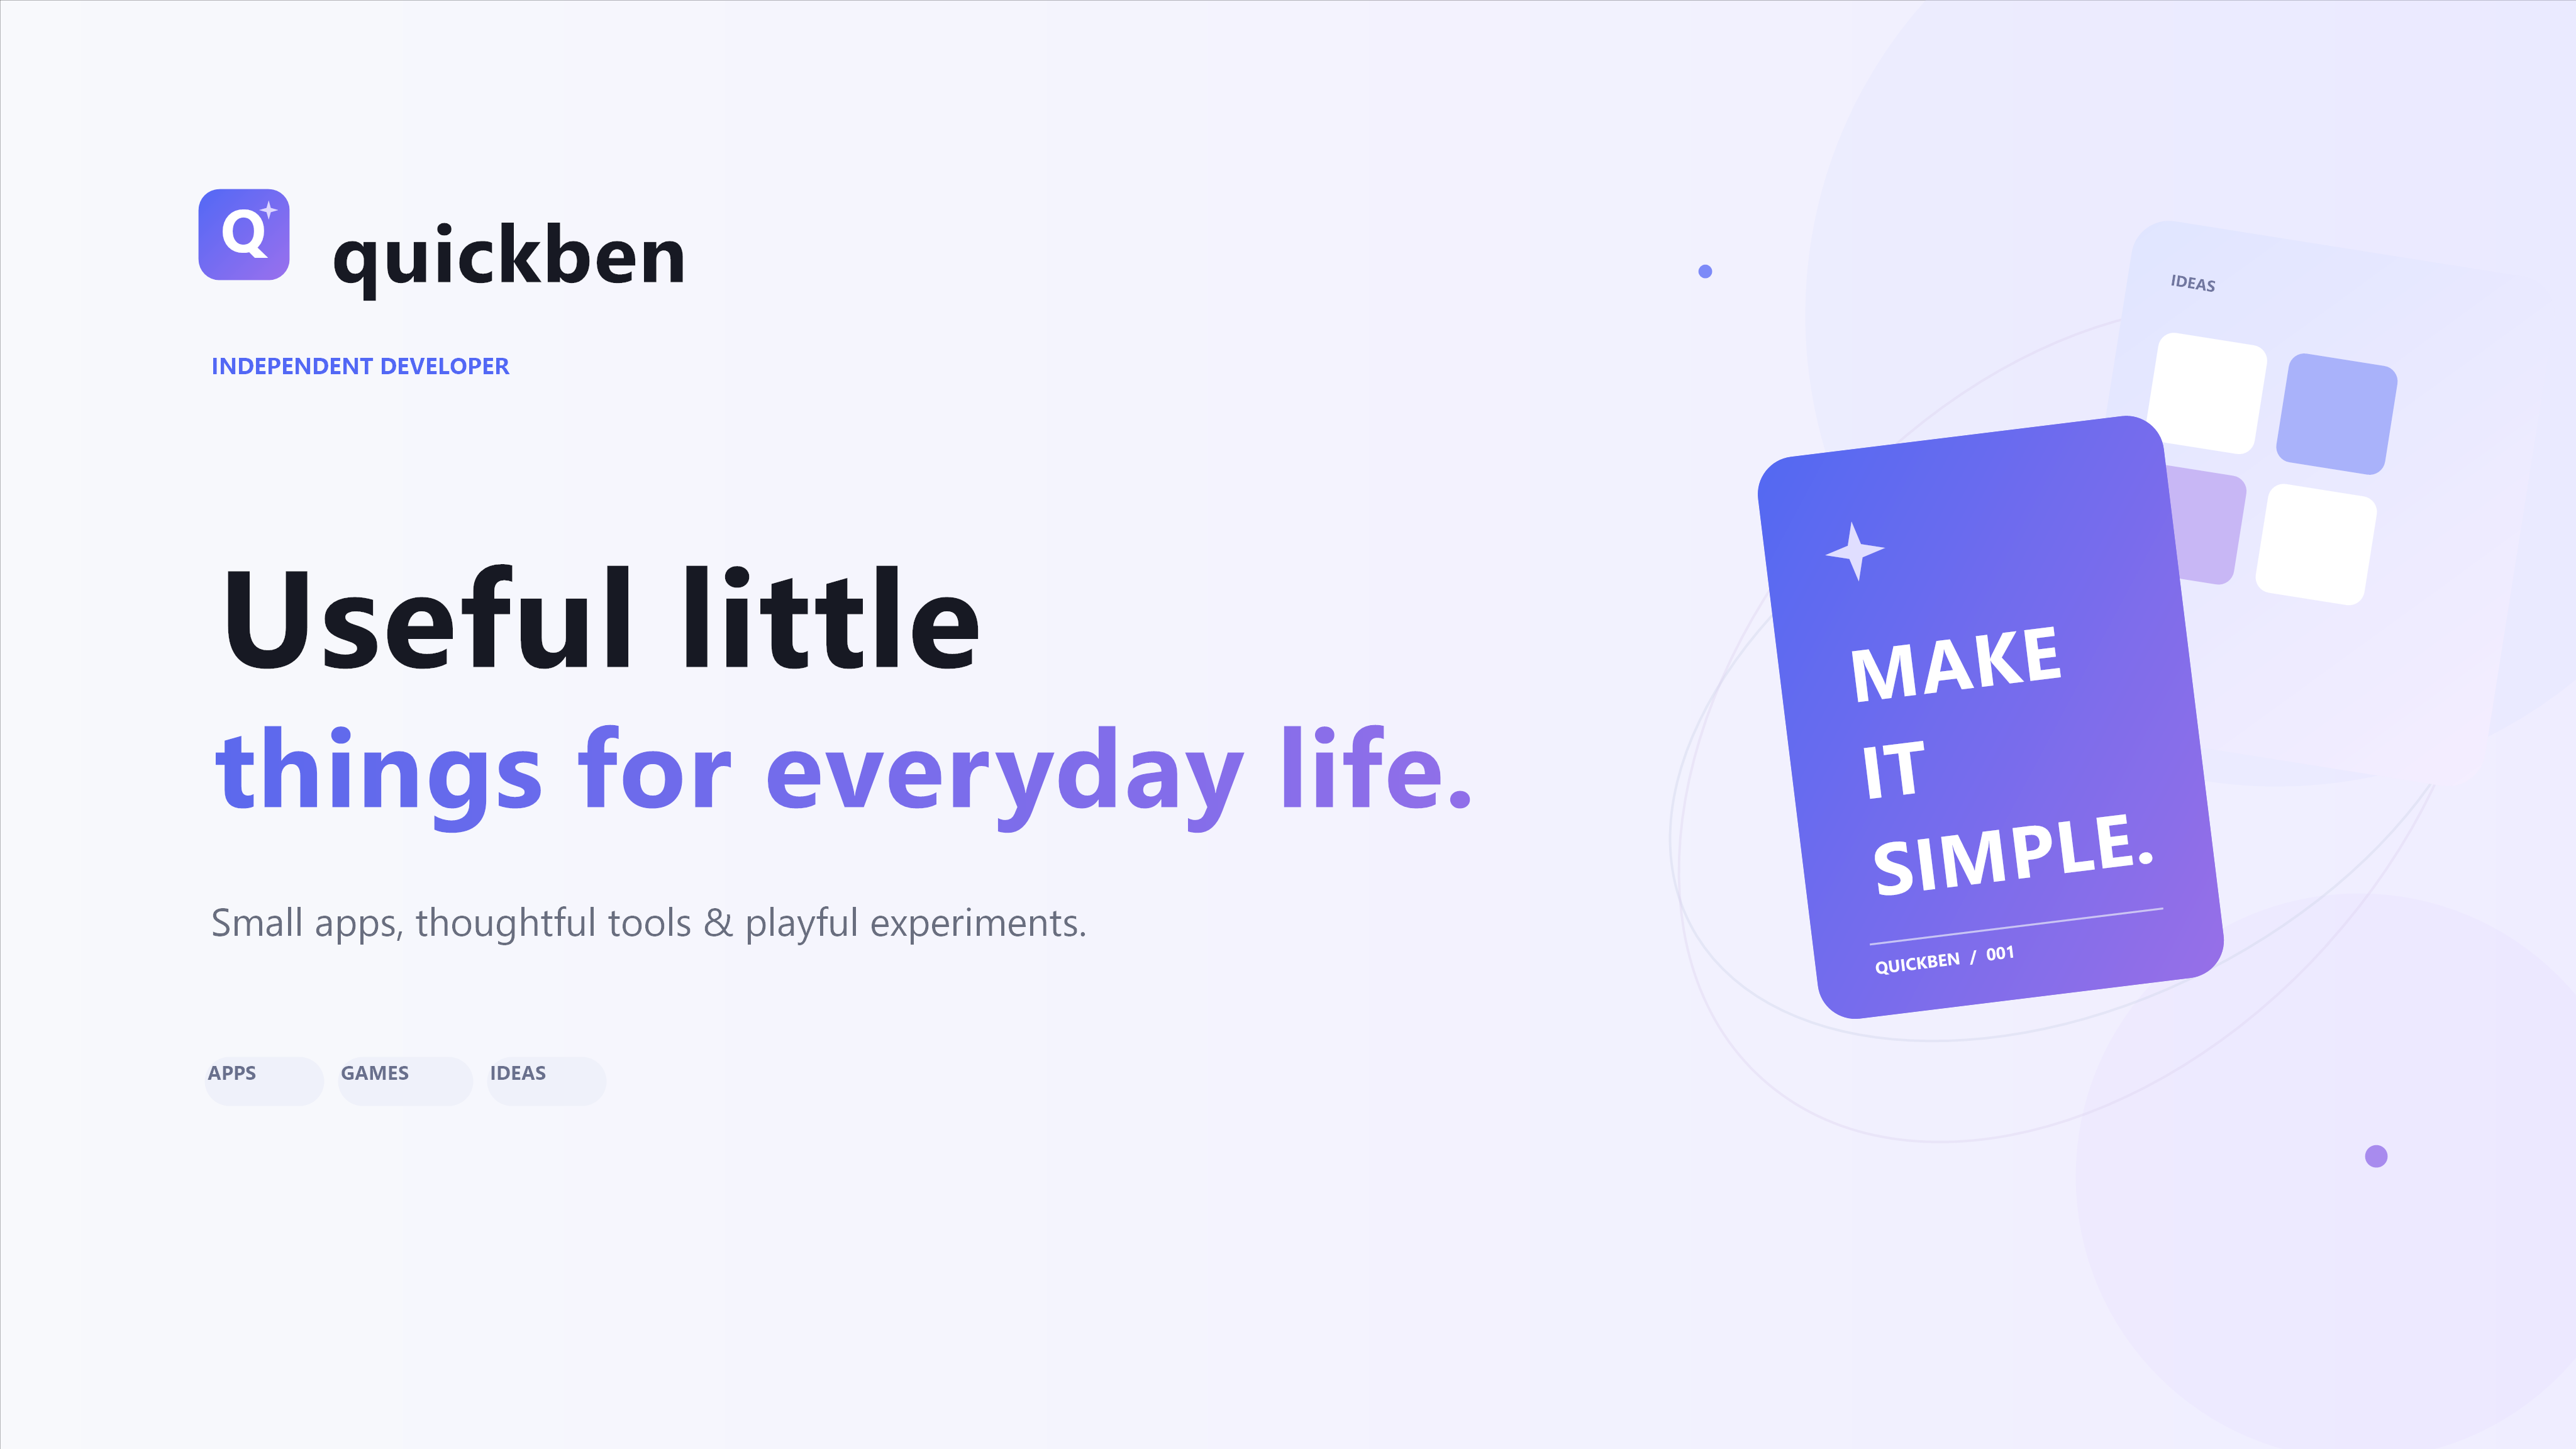 Q
quickben
INDEPENDENT DEVELOPER
Useful little
things for everyday life.
Small apps, thoughtful tools & playful experiments.
APPS
GAMES
IDEAS
IDEAS
MAKE
IT
SIMPLE.
QUICKBEN / 001